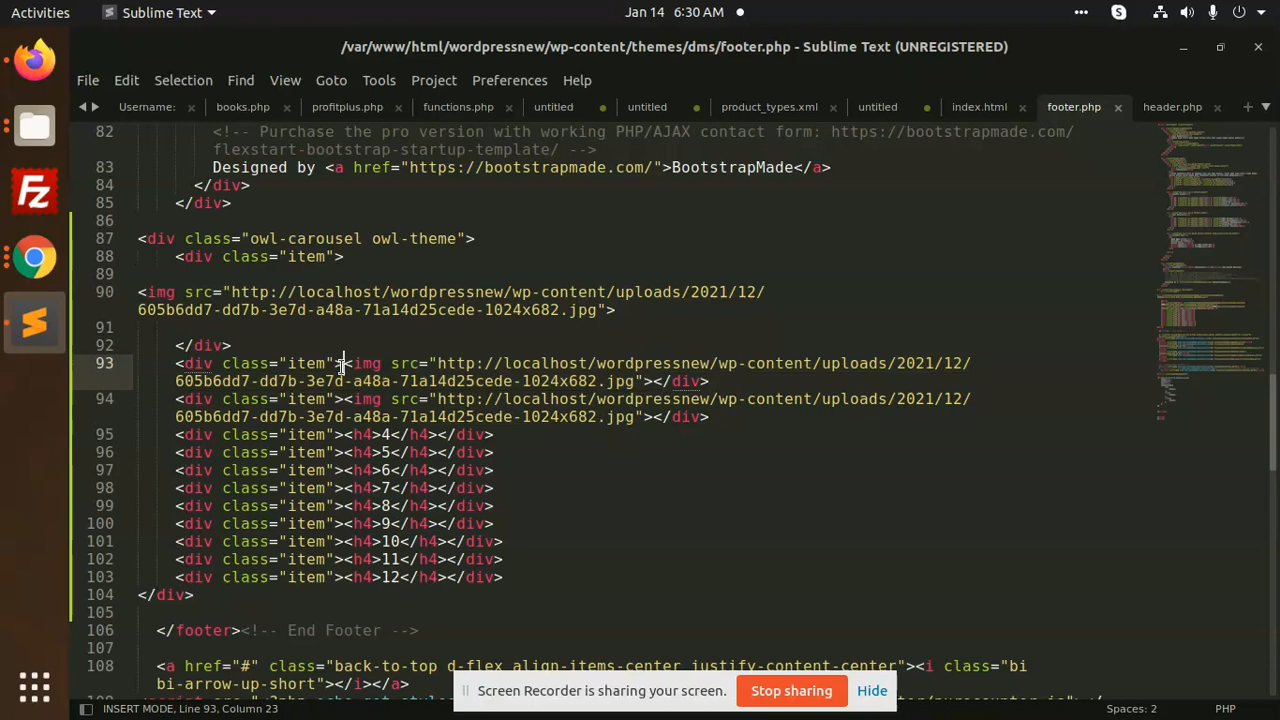 Activities
Sublime Text
Jan 14 6:30 AM
/var/www/html/wordpressnew/wp-content/themes/dms/footer.php - Sublime Text (UNREGISTERED)
File Edit Selection Find View Goto Tools Project Preferences Help
Username: books.php profitplus.php functions.php untitled untitled product_types.xml untitled index.html footer.php header.php
82 <!-- Purchase the pro version with working PHP/AJAX contact form: https://bootstrapmade.com/
flexstart-bootstrap-startup-template/ -->
83 Designed by <a href="https://bootstrapmade.com/">BootstrapMade</a>
84 </div>
85 </div>
86
87 <div class="owl-carousel owl-theme">
88 <div class="item">
89
90 <img src="http://localhost/wordpressnew/wp-content/uploads/2021/12/
605b6dd7-dd7b-3e7d-a48a-71a14d25cede-1024x682.jpg">
91
92 </div>
93 <div class="item"><img src="http://localhost/wordpressnew/wp-content/uploads/2021/12/
605b6dd7-dd7b-3e7d-a48a-71a14d25cede-1024x682.jpg"></div>
94 <div class="item"><img src="http://localhost/wordpressnew/wp-content/uploads/2021/12/
605b6dd7-dd7b-3e7d-a48a-71a14d25cede-1024x682.jpg"></div>
95 <div class="item"><h4>4</h4></div>
96 <div class="item"><h4>5</h4></div>
97 <div class="item"><h4>6</h4></div>
98 <div class="item"><h4>7</h4></div>
99 <div class="item"><h4>8</h4></div>
100 <div class="item"><h4>9</h4></div>
101 <div class="item"><h4>10</h4></div>
102 <div class="item"><h4>11</h4></div>
103 <div class="item"><h4>12</h4></div>
104 </div>
105
106 </footer><!-- End Footer -->
107
108 <a href="#" class="back-to-top d-flex align-items-center justify-content-center"><i class="bi
bi-arrow-up-short"></i></a>
Screen Recorder is sharing your screen. Stop sharing Hide
INSERT MODE, Line 93, Column 23 Spaces: 2 PHP